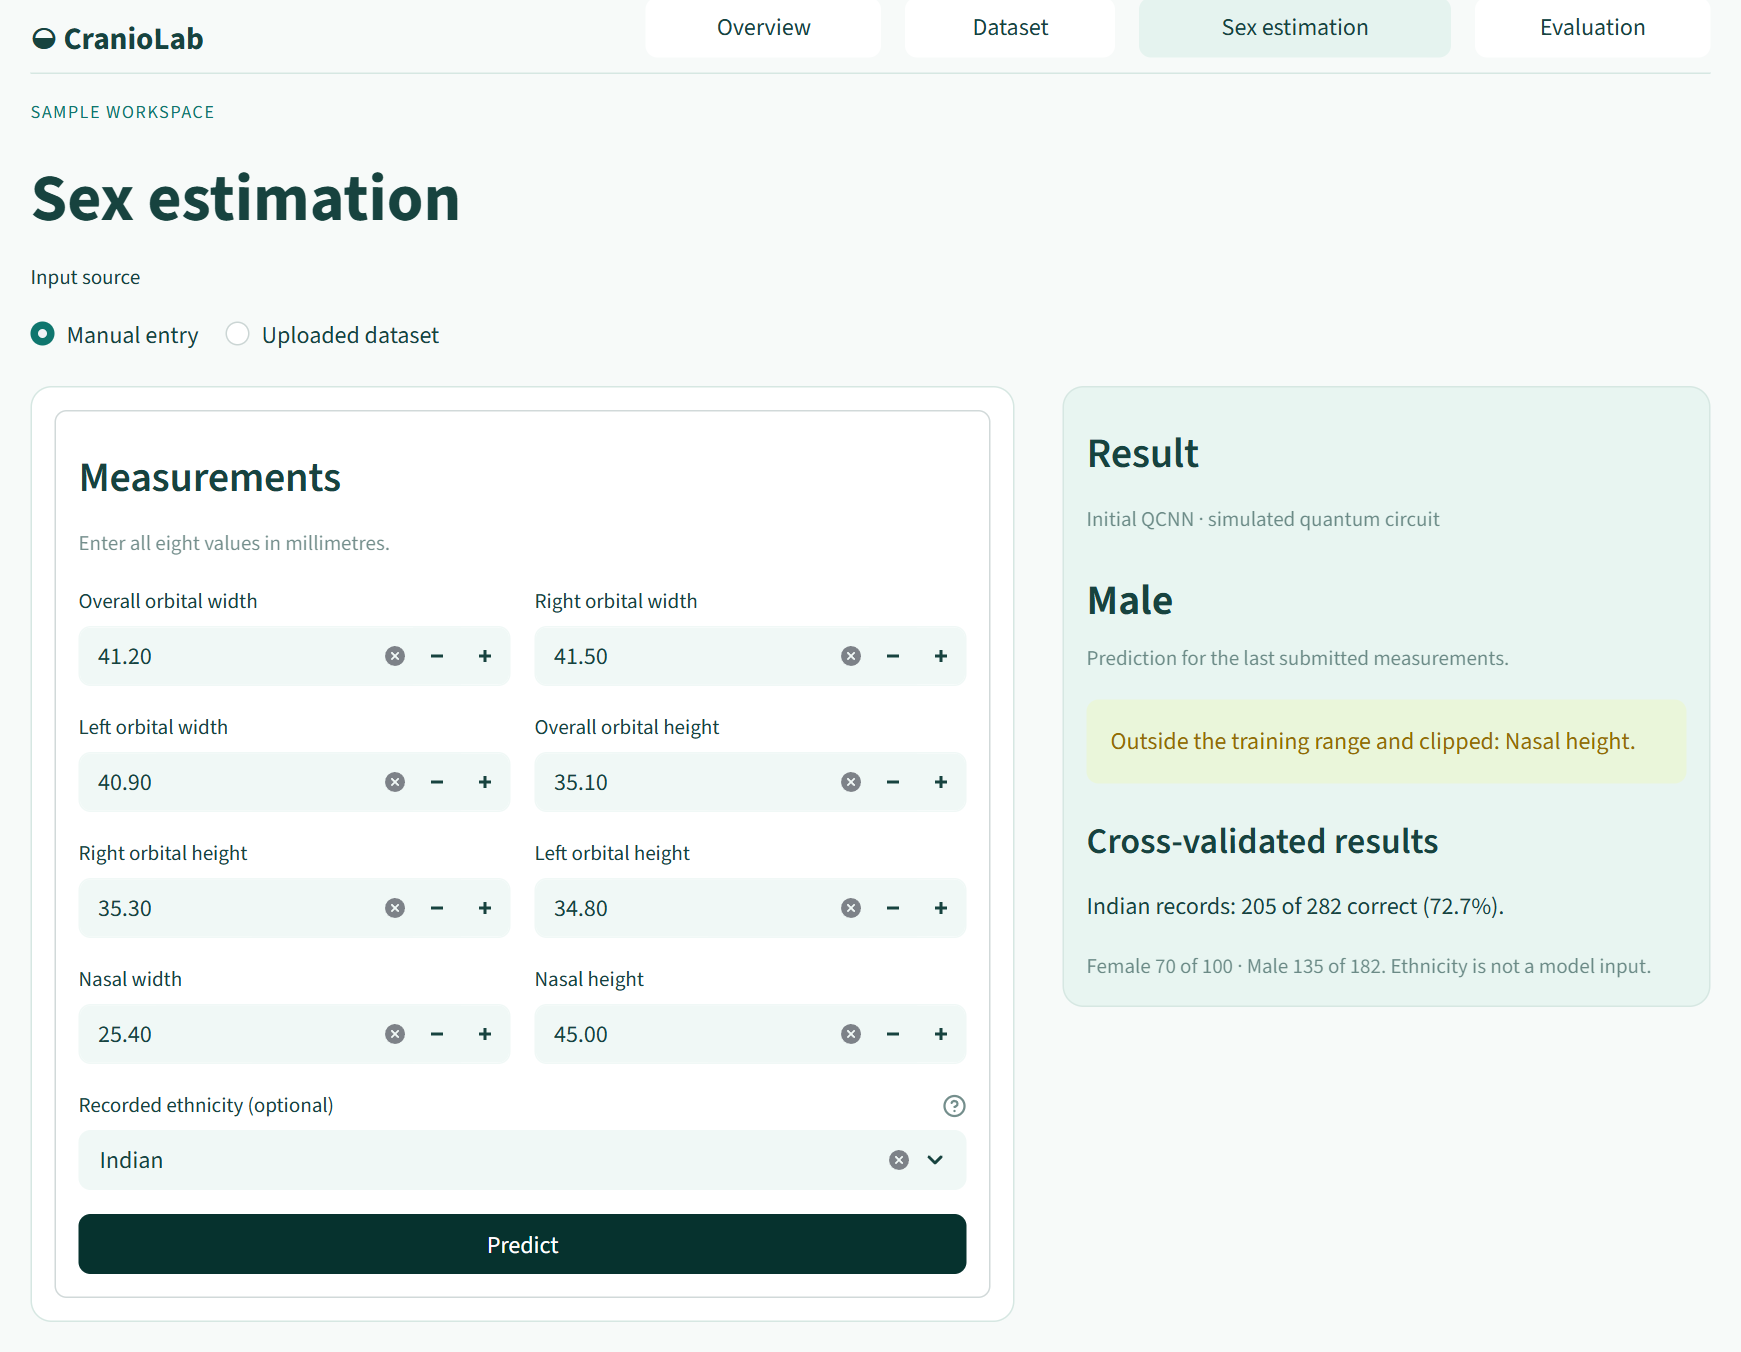 CranioLab
Overview
Dataset
Sex estimation
Evaluation
SAMPLE WORKSPACE
Sex estimation
Input source
Manual entry
Uploaded dataset
Measurements
Enter all eight values in millimetres.
Overall orbital width
Right orbital width
41.20
41.50
Left orbital width
Overall orbital height
40.90
35.10
Right orbital height
Left orbital height
35.30
34.80
Nasal width
Nasal height
25.40
45.00
Recorded ethnicity (optional)
Indian
Predict
Result
Initial QCNN · simulated quantum circuit
Male
Prediction for the last submitted measurements.
Outside the training range and clipped: Nasal height.
Cross-validated results
Indian records: 205 of 282 correct (72.7%).
Female 70 of 100 · Male 135 of 182. Ethnicity is not a model input.